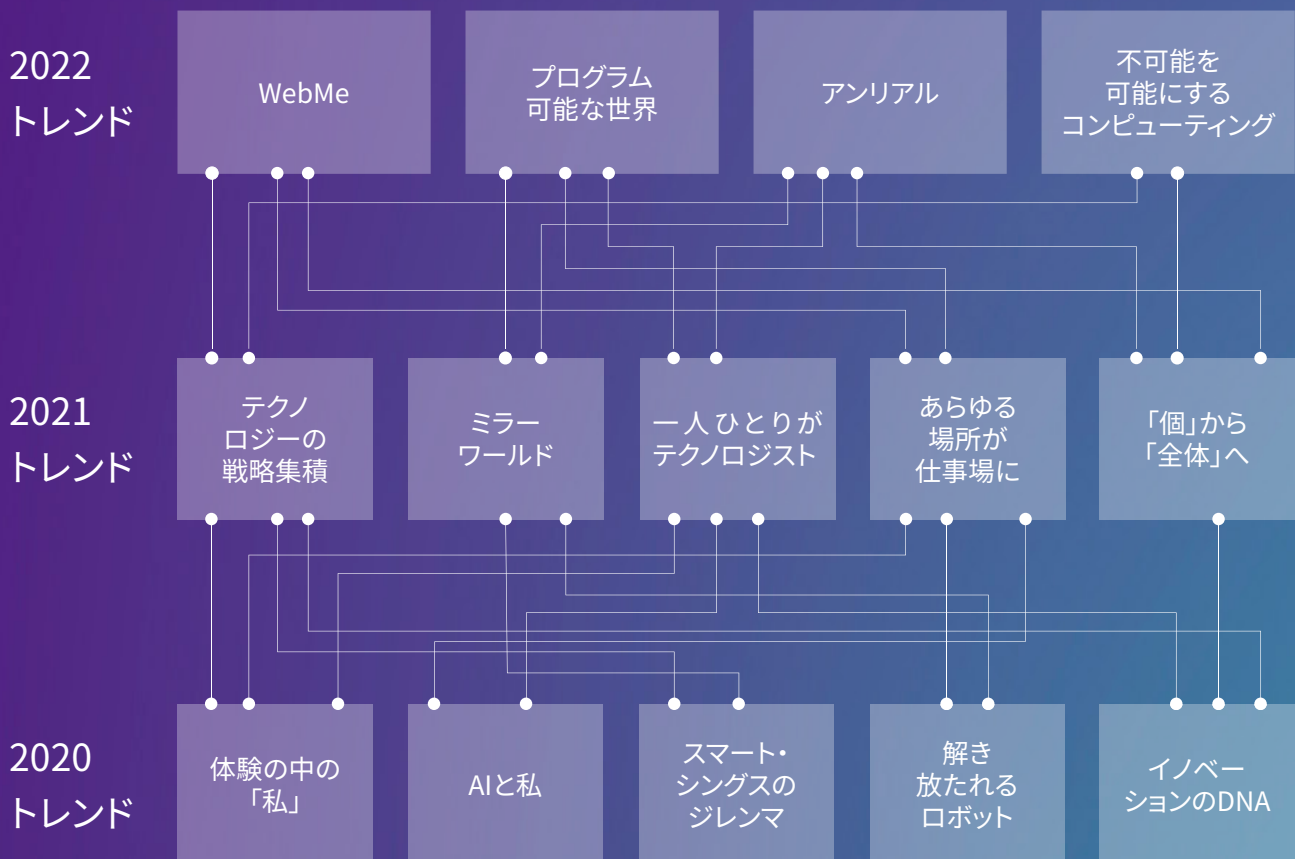 2022
トレンド
WebMe
プログラム
可能な世界
アンリアル
不可能を
可能にする
コンピューティング
2021
トレンド
テクノ
ロジーの
戦略集積
ミラー
ワールド
一人ひとりが
テクノロジスト
あらゆる
場所が
仕事場に
「個」から
「全体」へ
2020
トレンド
体験の中の
「私」
AIと私
スマート・
シングスの
ジレンマ
解き
放たれる
ロボット
イノベー
ションのDNA